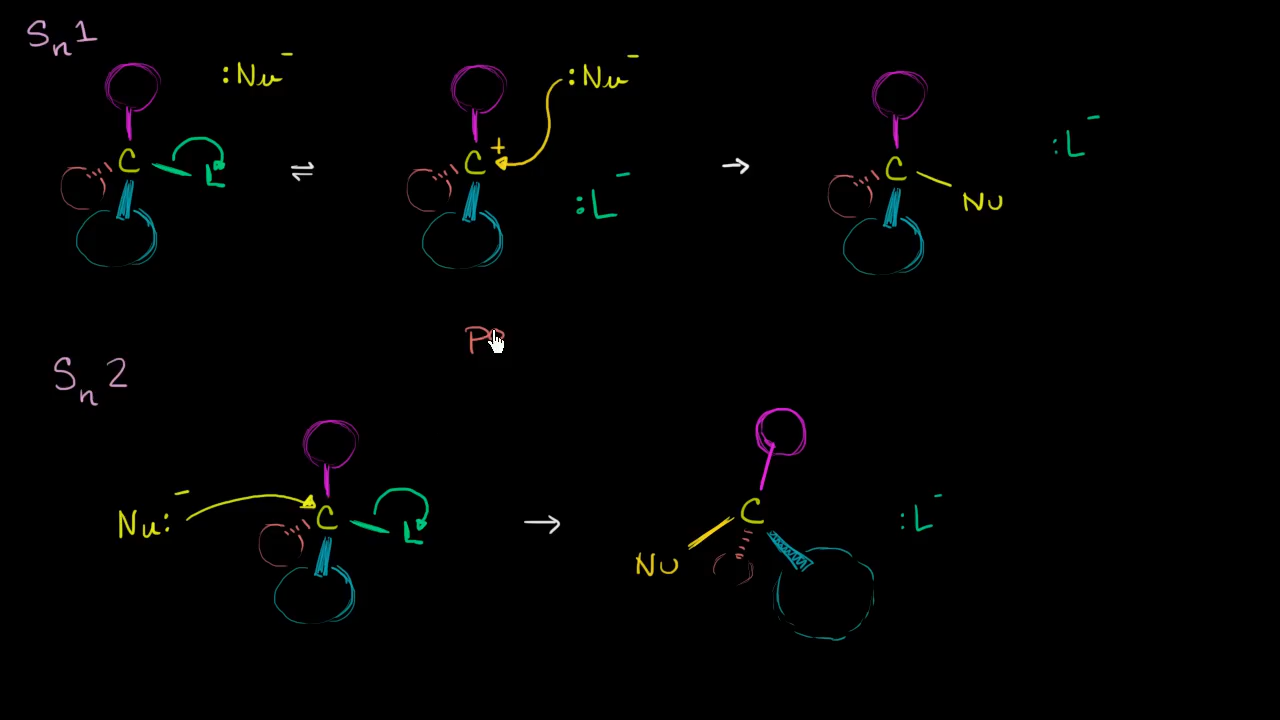 Sn1
:Nu⁻ :Nu⁻
C L ⇌ C + → C :L⁻
:L⁻ Nu
P
Sn2
Nu:⁻ C L → C :L⁻
Nu